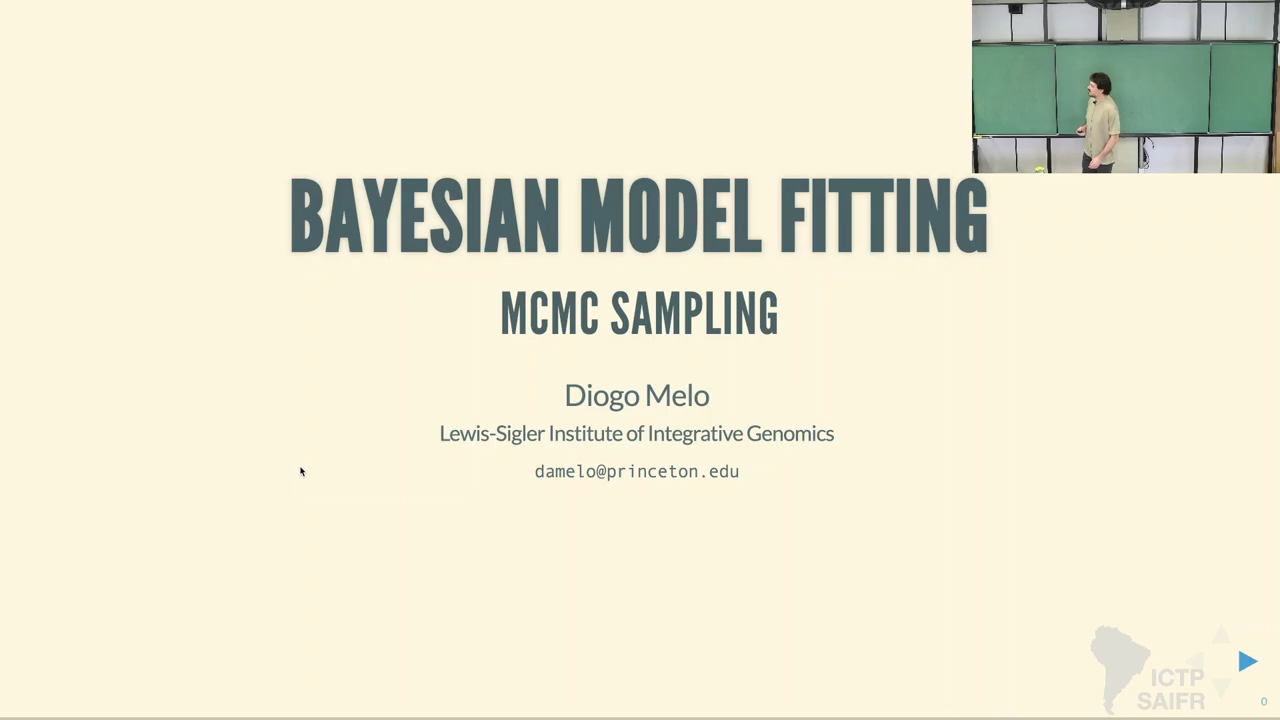 BAYESIAN MODEL FITTING
MCMC SAMPLING
Diogo Melo
Lewis-Sigler Institute of Integrative Genomics
damelo@princeton.edu
ICTP
SAIFR
0